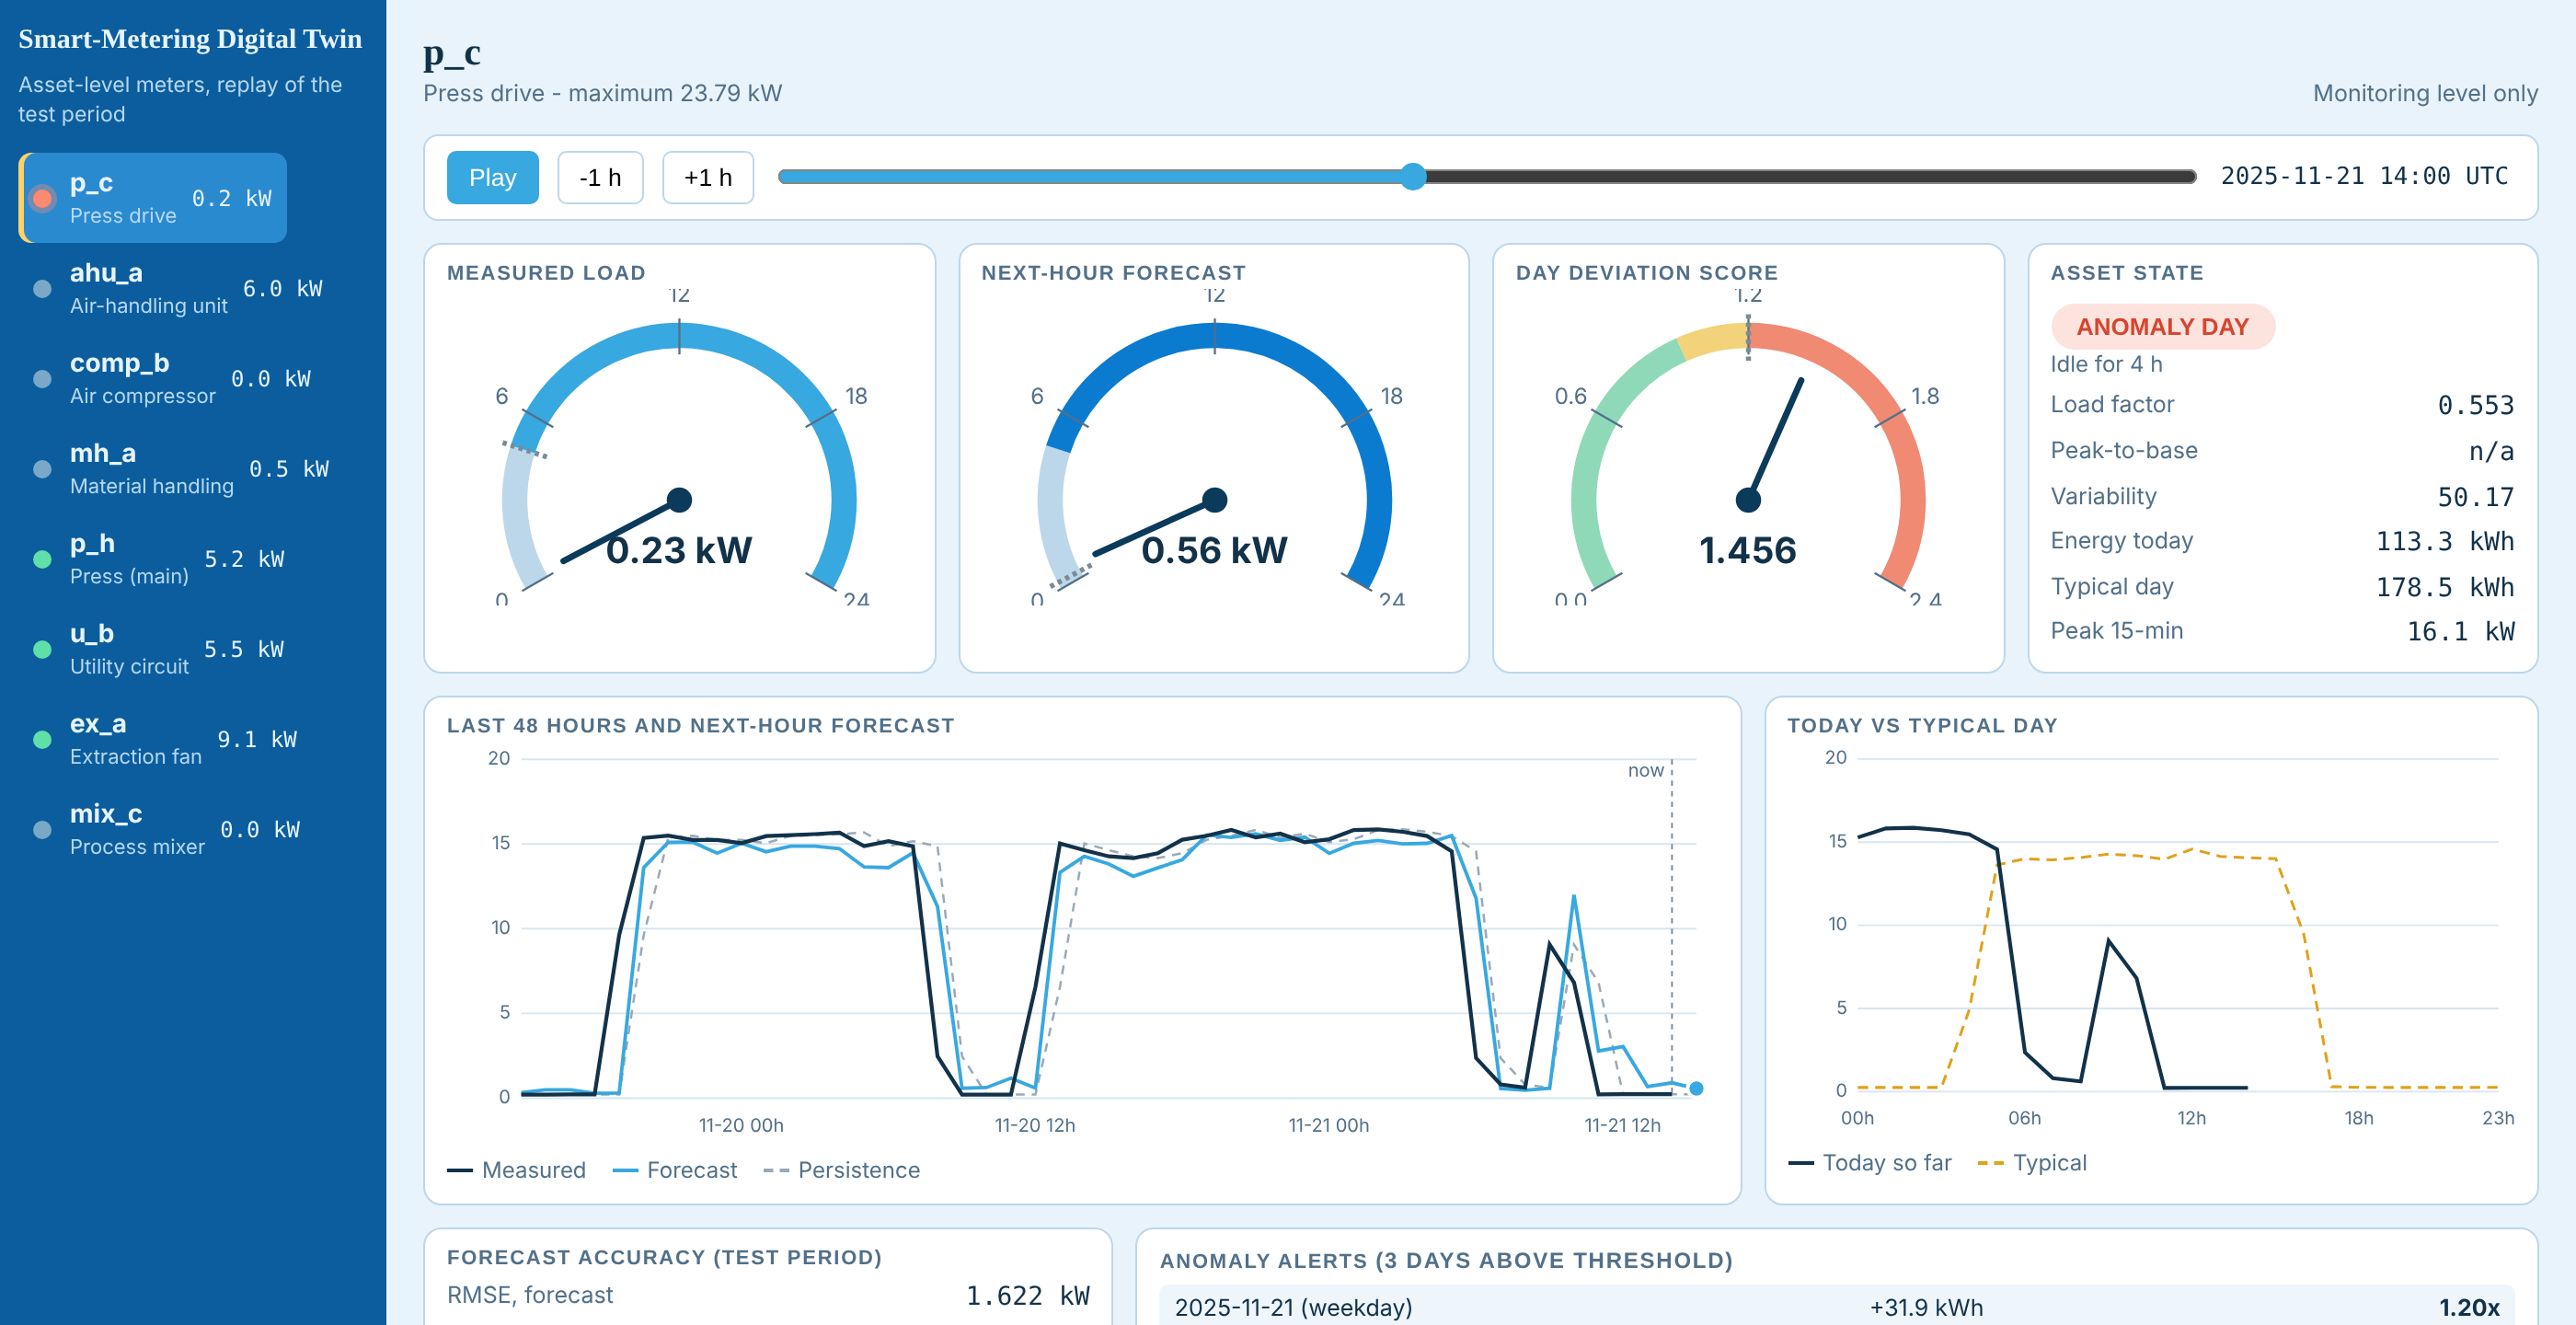 Smart-Metering Digital Twin
Asset-level meters, replay of the
test period
p_c
Press drive
0.2 kW
ahu_a
Air-handling unit
6.0 kW
comp_b
Air compressor
0.0 kW
mh_a
Material handling
0.5 kW
p_h
Press (main)
5.2 kW
u_b
Utility circuit
5.5 kW
ex_a
Extraction fan
9.1 kW
mix_c
Process mixer
0.0 kW
p_c
Press drive - maximum 23.79 kW
Monitoring level only
Play
-1 h
+1 h
2025-11-21 14:00 UTC
MEASURED LOAD
0
6
12
18
24
0.23 kW
NEXT-HOUR FORECAST
0
6
12
18
24
0.56 kW
DAY DEVIATION SCORE
0.0
0.6
1.2
1.8
2.4
1.456
ASSET STATE
ANOMALY DAY
Idle for 4 h
Load factor 0.553
Peak-to-base n/a
Variability 50.17
Energy today 113.3 kWh
Typical day 178.5 kWh
Peak 15-min 16.1 kW
LAST 48 HOURS AND NEXT-HOUR FORECAST
20
15
10
5
0
now
11-20 00h 11-20 12h 11-21 00h 11-21 12h
Measured Forecast Persistence
TODAY VS TYPICAL DAY
20
15
10
5
0
00h 06h 12h 18h 23h
Today so far Typical
FORECAST ACCURACY (TEST PERIOD)
RMSE, forecast 1.622 kW
ANOMALY ALERTS (3 DAYS ABOVE THRESHOLD)
2025-11-21 (weekday) +31.9 kWh 1.20x